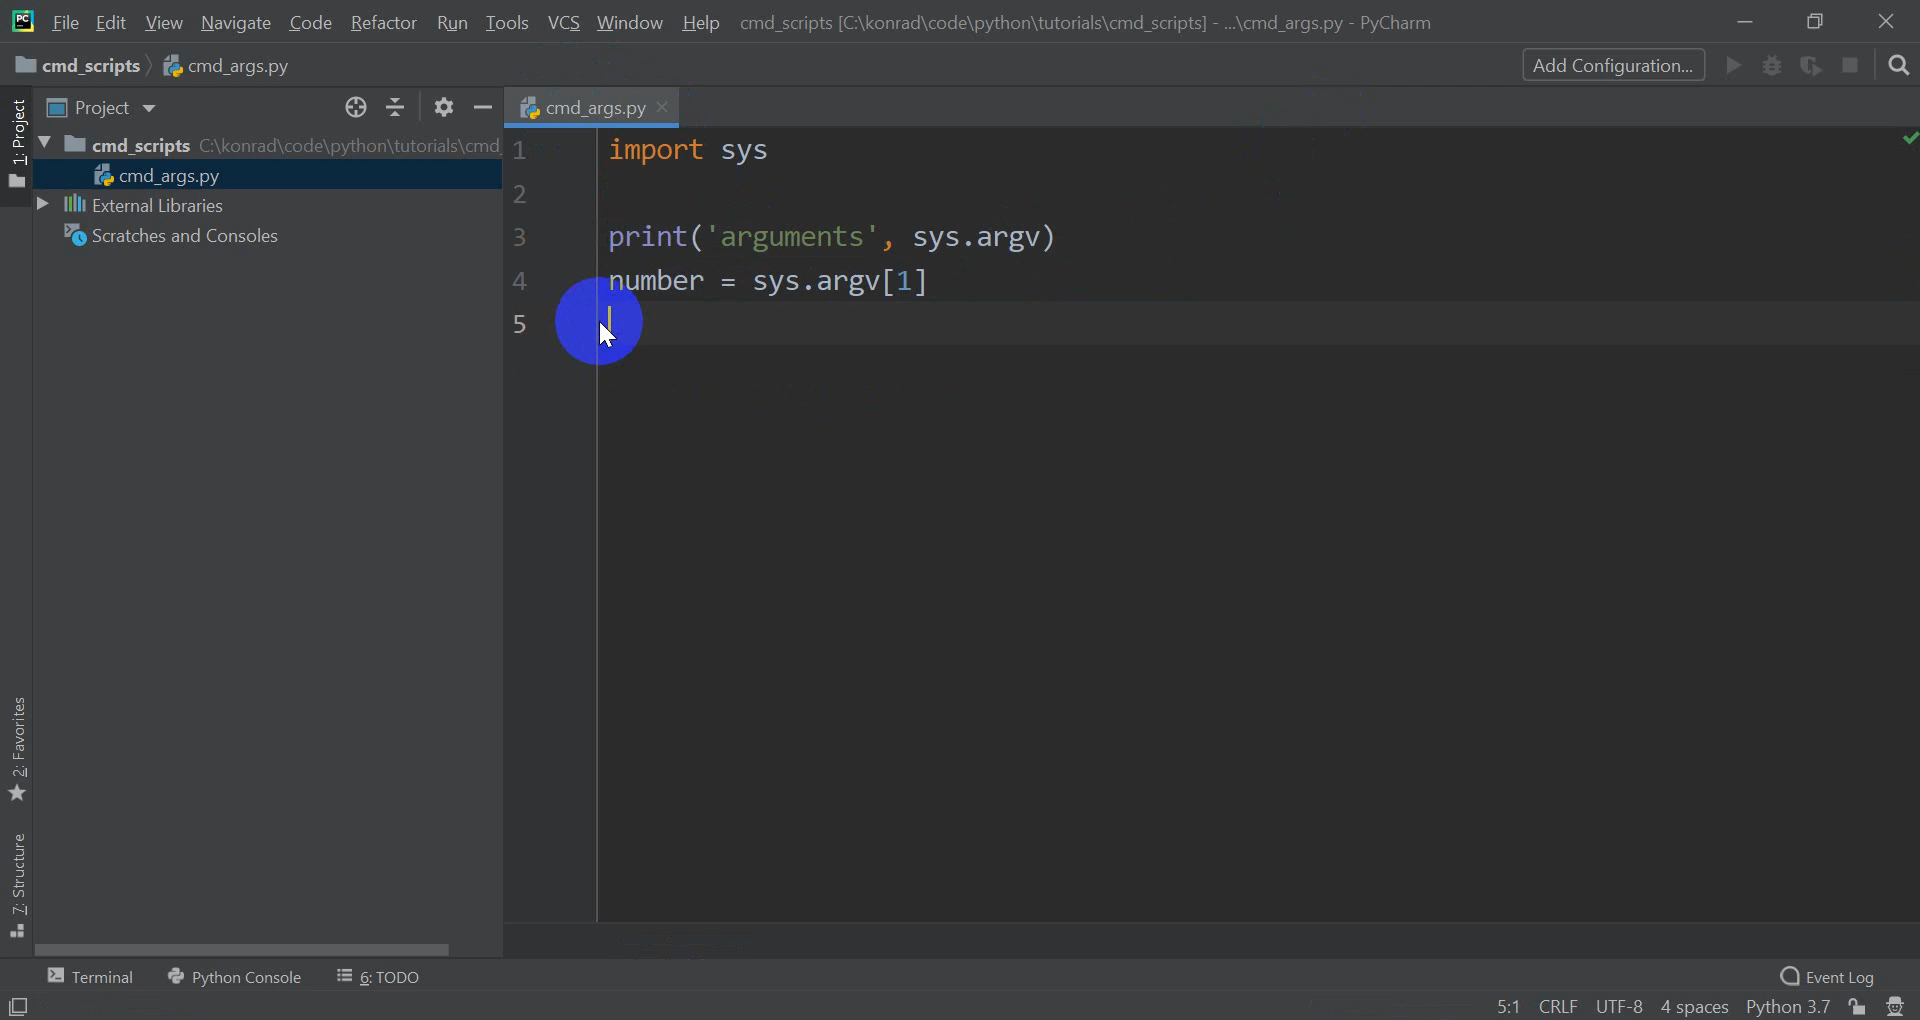 PC File Edit View Navigate Code Refactor Run Tools VCS Window Help cmd_scripts [C:\konrad\code\python\tutorials\cmd_scripts] - ...\cmd_args.py - PyCharm
cmd_scripts cmd_args.py Add Configuration...
1: Project
Project
cmd_scripts C:\konrad\code\python\tutorials\cmd_
cmd_args.py
External Libraries
Scratches and Consoles
cmd_args.py
1 import sys
2
3 print('arguments', sys.argv)
4 number = sys.argv[1]
5
2: Favorites
7: Structure
Terminal Python Console 6: TODO Event Log
5:1 CRLF UTF-8 4 spaces Python 3.7